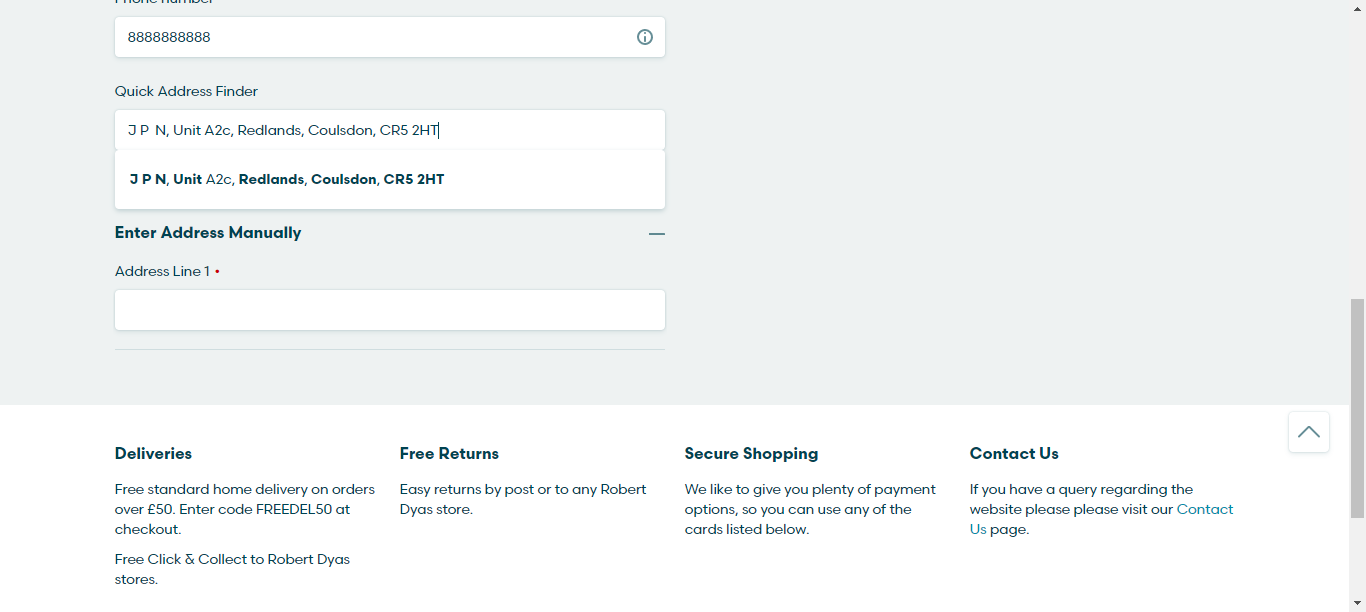 Phone number
8888888888
Quick Address Finder
J P  N, Unit A2c, Redlands, Coulsdon, CR5 2HT
J P N, Unit A2c, Redlands, Coulsdon, CR5 2HT
Enter Address Manually
Address Line 1 •
Deliveries
Free standard home delivery on orders
over £50. Enter code FREEDEL50 at
checkout.
Free Click & Collect to Robert Dyas
stores.
Free Returns
Easy returns by post or to any Robert
Dyas store.
Secure Shopping
We like to give you plenty of payment
options, so you can use any of the
cards listed below.
Contact Us
If you have a query regarding the
website please please visit our Contact
Us page.